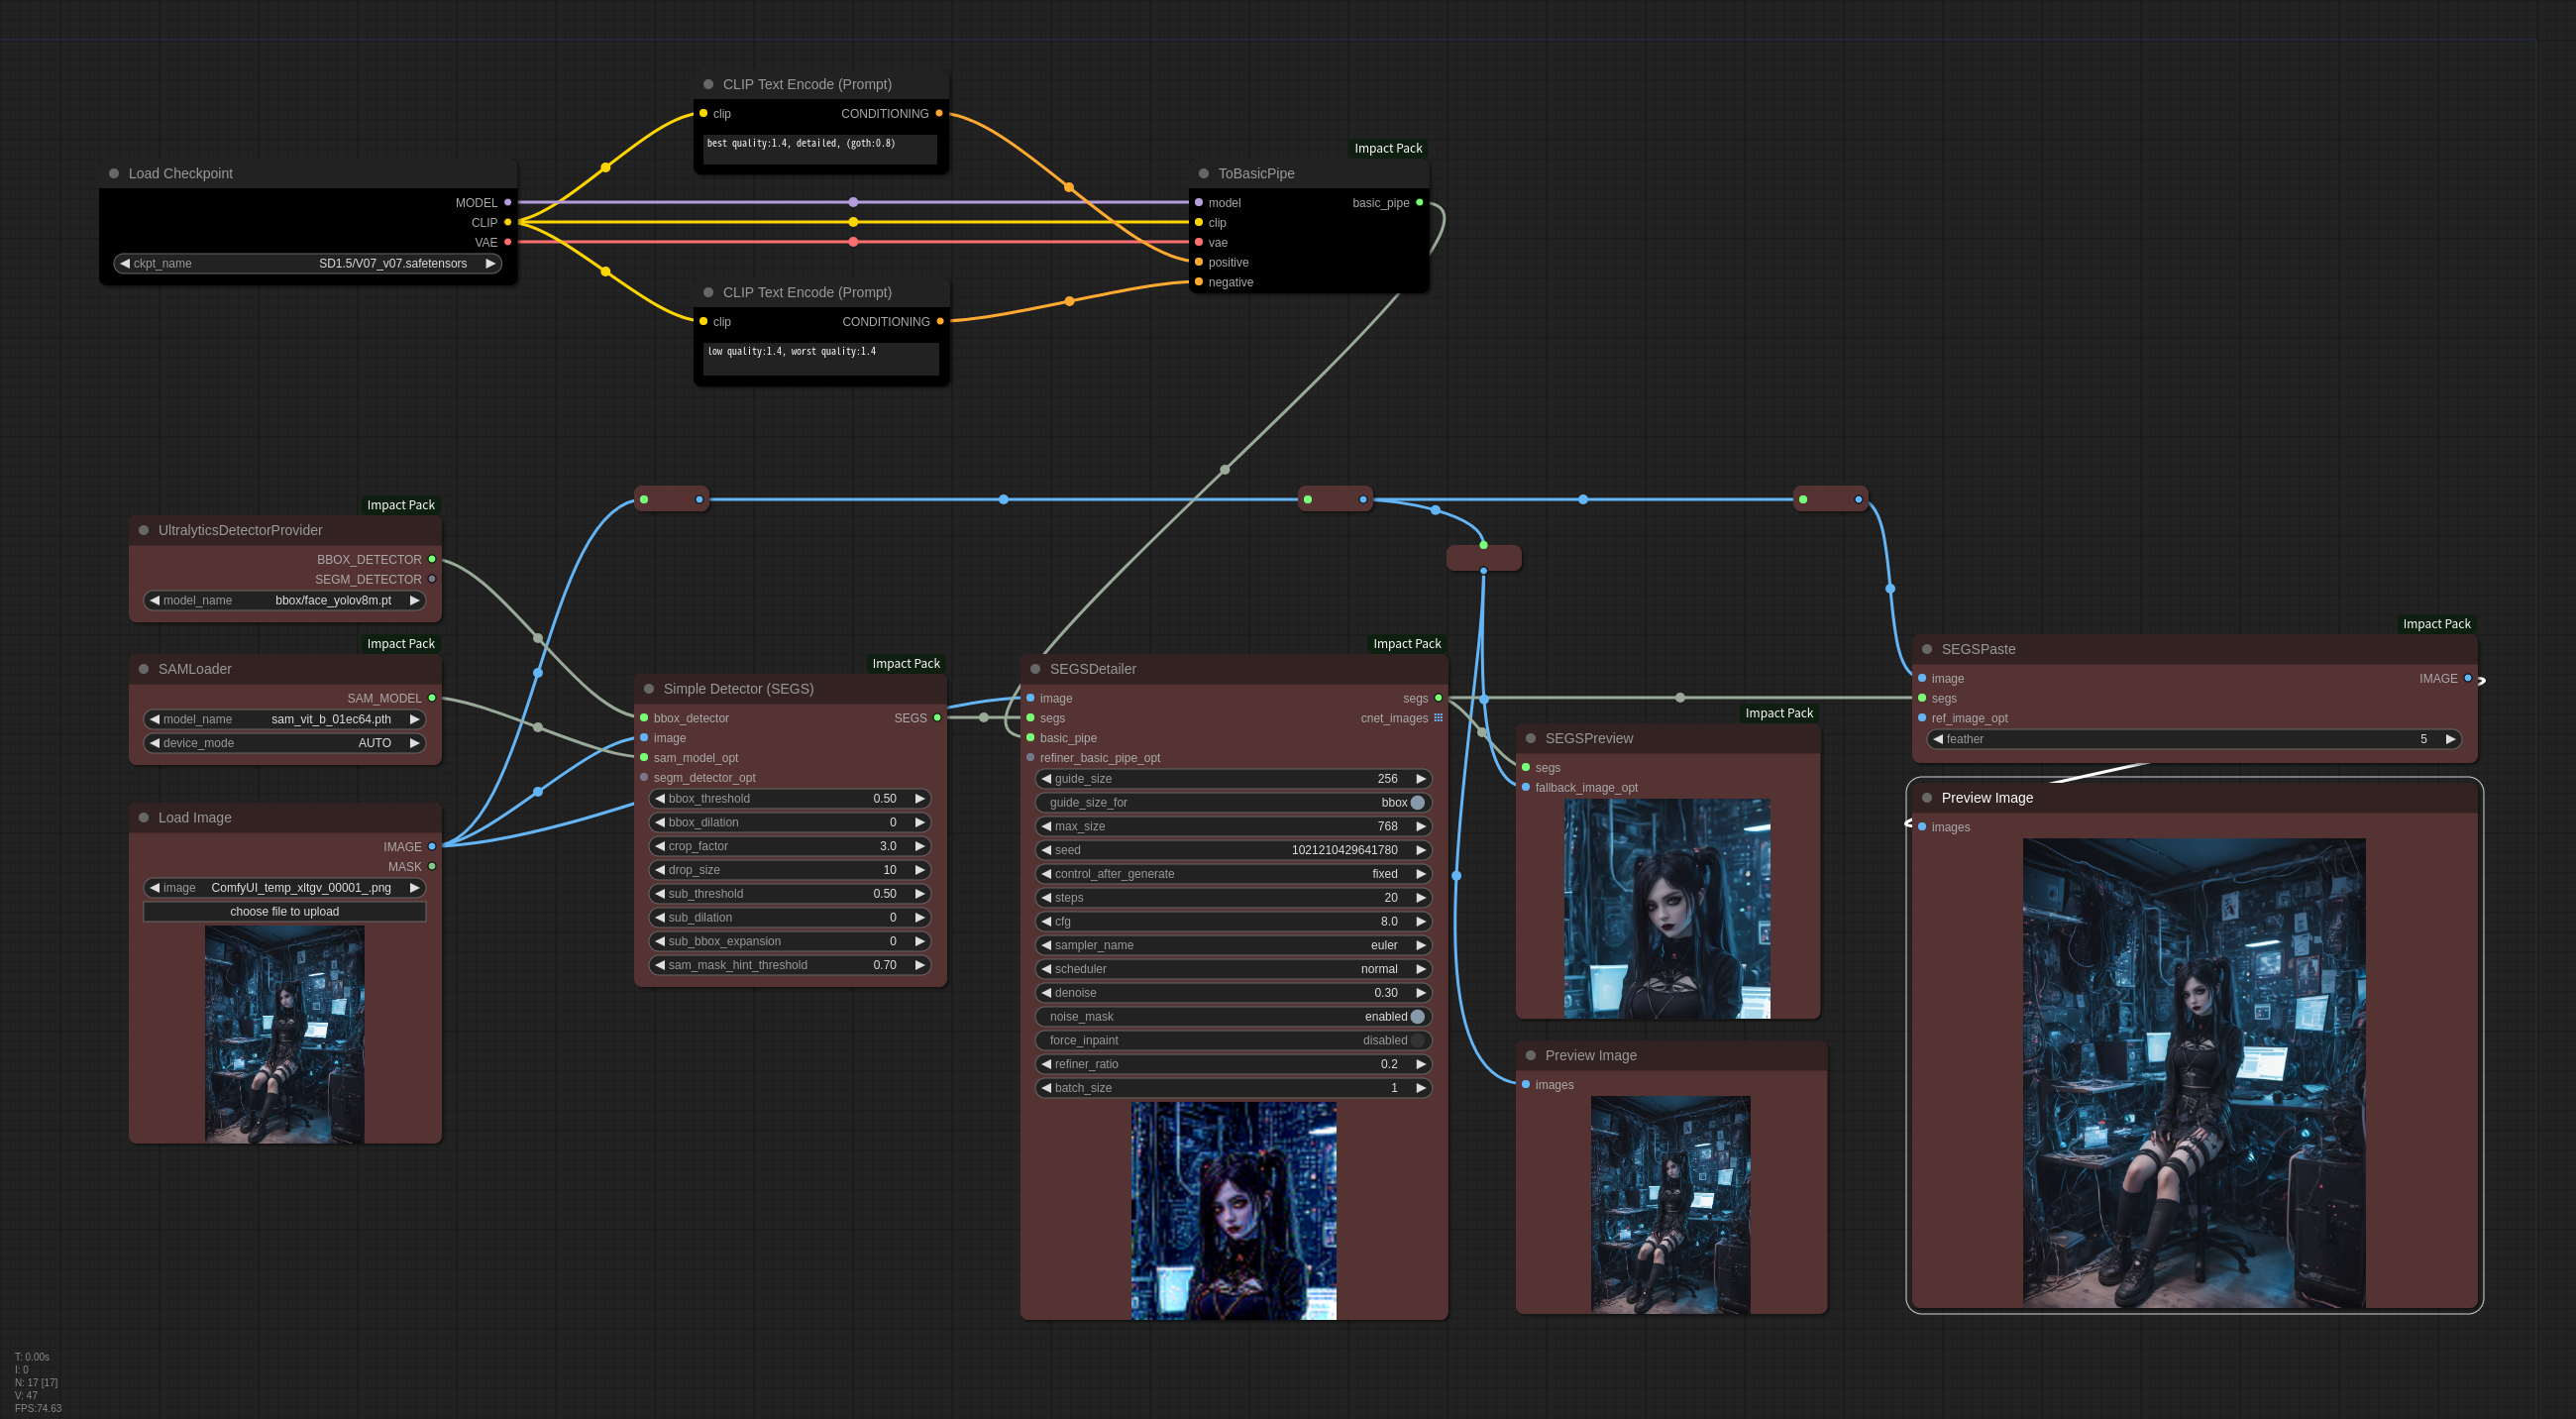 CLIP Text Encode (Prompt)
clip CONDITIONING
best quality:1.4, detailed, (goth:0.8)
Load Checkpoint
MODEL
CLIP
VAE
ckpt_name SD1.5/V07_v07.safetensors
Impact Pack
ToBasicPipe
model basic_pipe
clip
vae
positive
negative
CLIP Text Encode (Prompt)
clip CONDITIONING
low quality:1.4, worst quality:1.4
Impact Pack
UltralyticsDetectorProvider
BBOX_DETECTOR
SEGM_DETECTOR
model_name bbox/face_yolov8m.pt
Impact Pack
SAMLoader
SAM_MODEL
model_name sam_vit_b_01ec64.pth
device_mode AUTO
Load Image
IMAGE
MASK
image ComfyUI_temp_xltgv_00001_.png
choose file to upload
Impact Pack
Simple Detector (SEGS)
bbox_detector SEGS
image
sam_model_opt
segm_detector_opt
bbox_threshold 0.50
bbox_dilation 0
crop_factor 3.0
drop_size 10
sub_threshold 0.50
sub_dilation 0
sub_bbox_expansion 0
sam_mask_hint_threshold 0.70
Impact Pack
SEGSDetailer
image segs
segs cnet_images
basic_pipe
refiner_basic_pipe_opt
guide_size 256
guide_size_for bbox
max_size 768
seed 1021210429641780
control_after_generate fixed
steps 20
cfg 8.0
sampler_name euler
scheduler normal
denoise 0.30
noise_mask enabled
force_inpaint disabled
refiner_ratio 0.2
batch_size 1
Impact Pack
SEGSPreview
segs
fallback_image_opt
Preview Image
images
Impact Pack
SEGSPaste
image IMAGE
segs
ref_image_opt
feather 5
Preview Image
images
T: 0.00s
I: 0
N: 17 [17]
V: 47
FPS:74.63